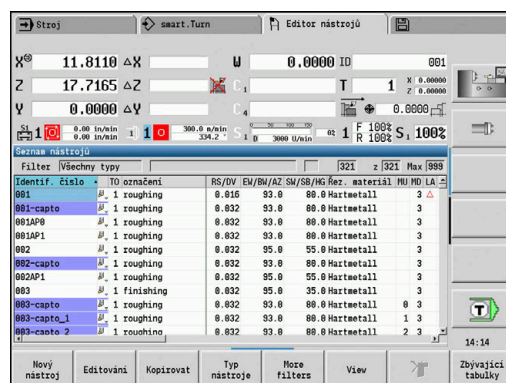 Stroj smart.Turn Editor nástrojů
X 11.8110 ΔX W 0.0000 ID 001
Z 17.7165 ΔZ C 1 T 1 X 0.00000 Z 0.00000
Y 0.0000 ΔY C 4 0.0000
S1 1 0.00 in/min 0.00 in/min 1 1 300.0 m/min 334.2 ° S 1 0 50 100 150 D 3000 U/min 0% 1 F 100% R 100% S1 100%
Seznam nástrojů
Filter Všechny typy 321 z 321 Max 999
Identif. číslo TO označení RS/DV EW/BW/AZ SW/SB/HG Řez. materiál MU MD LA
001 1 roughing 0.016 93.0 80.0 Hartmetall 3
001-capto 1 roughing 0.032 93.0 80.0 Hartmetall 3
001AP0 1 roughing 0.032 93.0 80.0 Hartmetall 3
001AP1 1 roughing 0.032 93.0 80.0 Hartmetall 3
002 1 roughing 0.032 95.0 55.0 Hartmetall 3
002-capto 1 roughing 0.032 93.0 80.0 Hartmetall 3
002AP1 1 roughing 0.032 95.0 55.0 Hartmetall 3
003 1 finishing 0.032 95.0 35.0 Hartmetall 3
003-capto 1 roughing 0.032 93.0 80.0 Hartmetall 0 3
003-capto_1 1 roughing 0.032 93.0 80.0 Hartmetall 1 3
003-capto_2 1 roughing 0.032 93.0 80.0 Hartmetall 2 3
T
14:14
Nový nástroj Editování Kopírovat Typ nástroje More filters View Zbývající tabulky